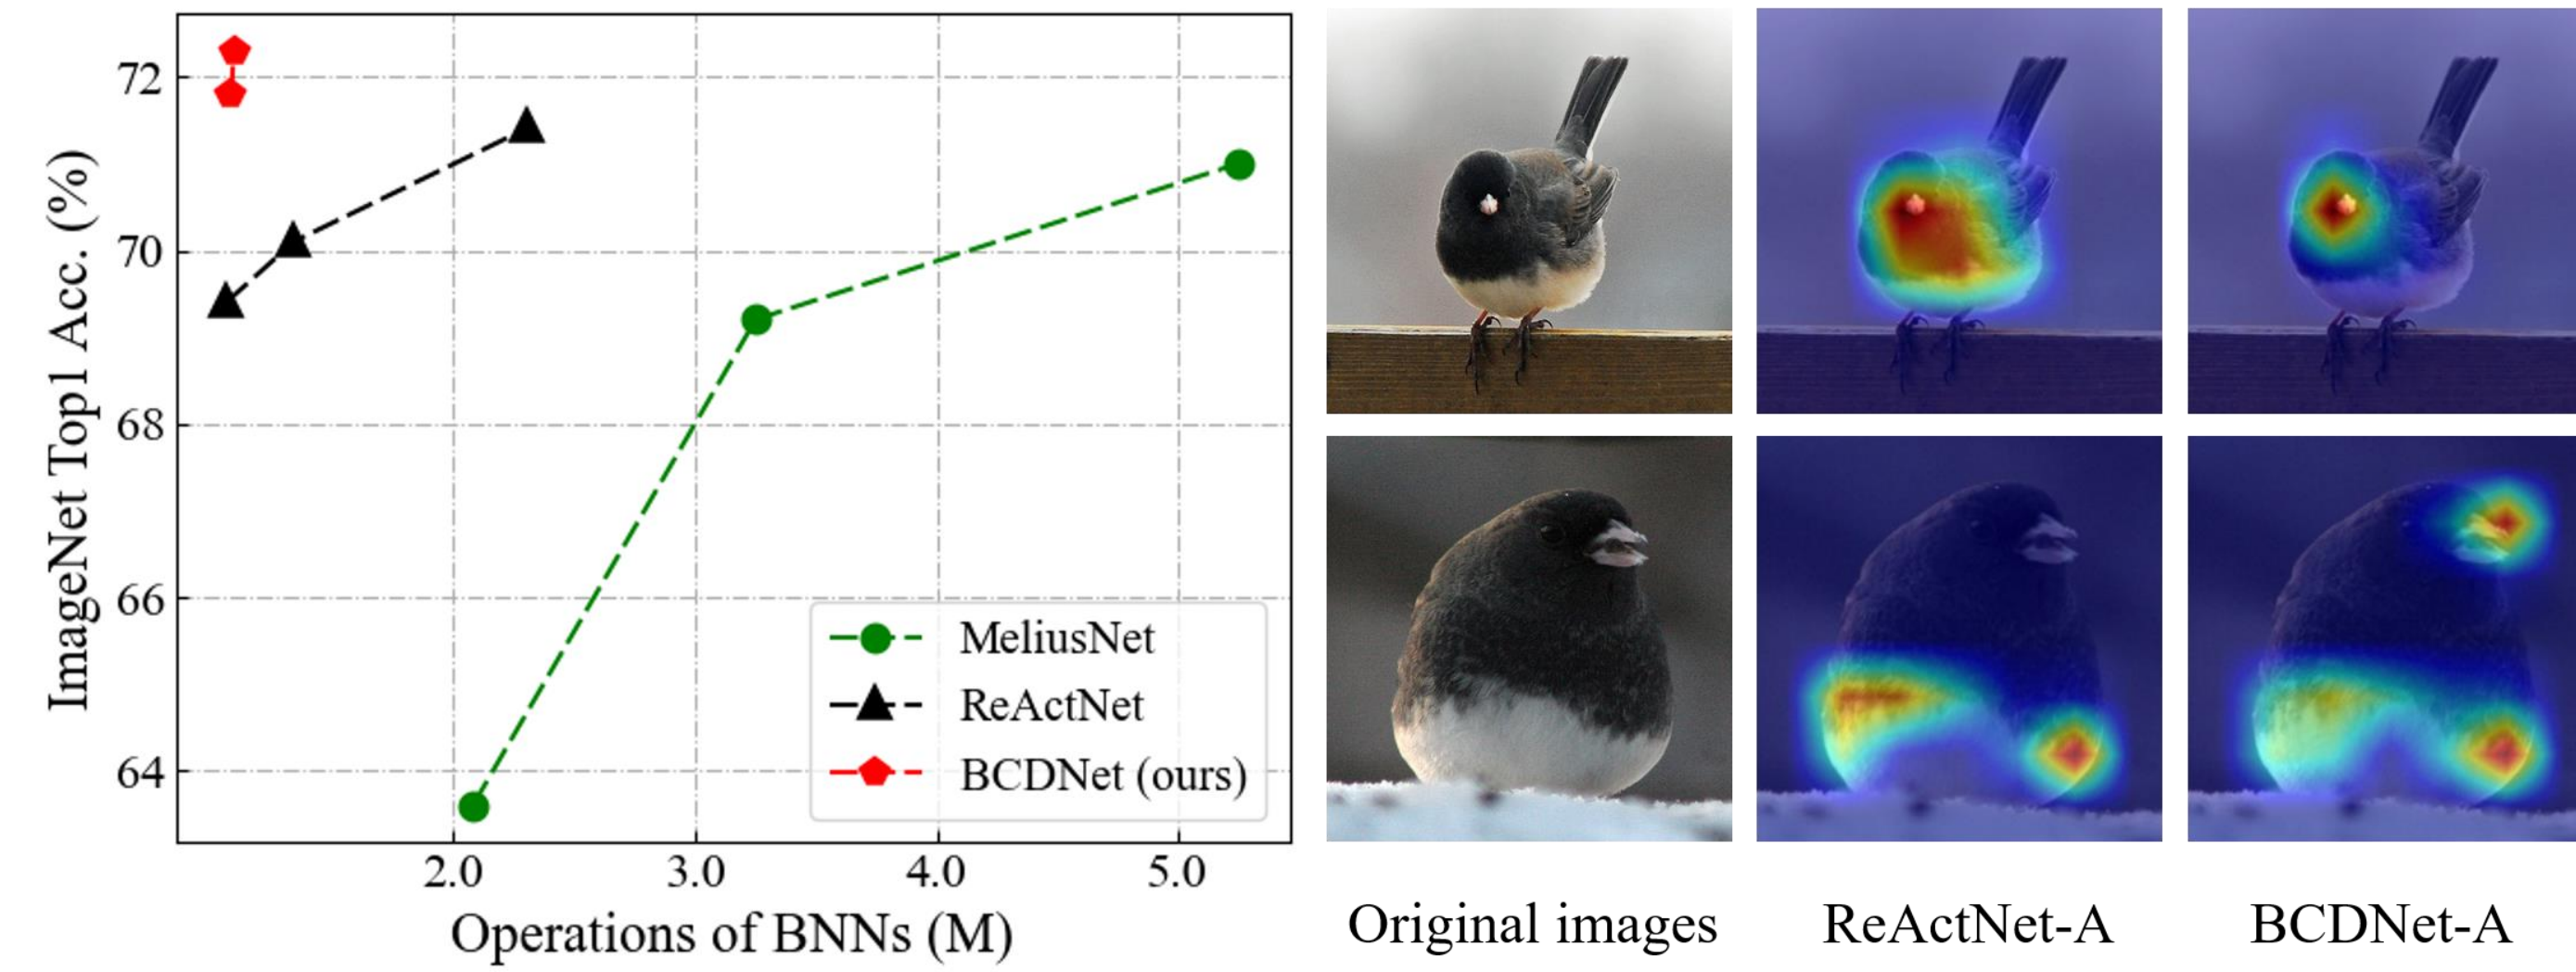 ImageNet Top1 Acc. (%)
72
70
68
66
64
2.0 3.0 4.0 5.0
Operations of BNNs (M)
MeliusNet
ReActNet
BCDNet (ours)
Original images
ReActNet-A
BCDNet-A